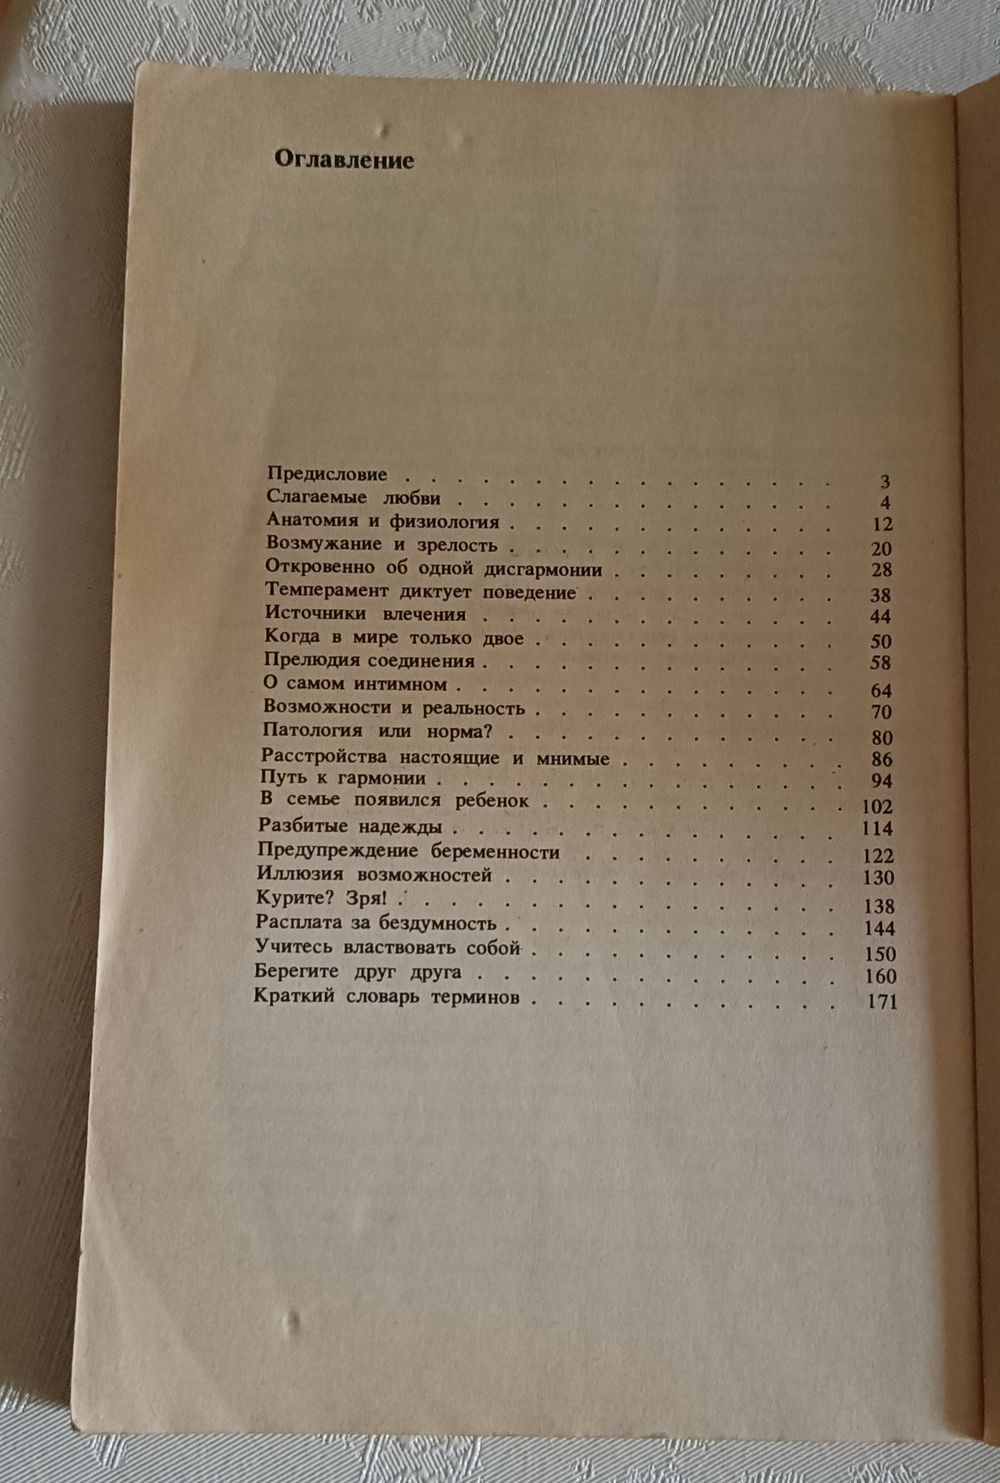 Оглавление
Предисловие . . . . . . . . . . . . . . . . . 3
Слагаемые любви . . . . . . . . . . . . . . . 4
Анатомия и физиология . . . . . . . . . . . . . 12
Возмужание и зрелость . . . . . . . . . . . . . 20
Откровенно об одной дисгармонии . . . . . . . . . 28
Темперамент диктует поведение . . . . . . . . . . 38
Источники влечения . . . . . . . . . . . . . . 44
Когда в мире только двое . . . . . . . . . . . . 50
Прелюдия соединения . . . . . . . . . . . . . . 58
О самом интимном . . . . . . . . . . . . . . . 64
Возможности и реальность . . . . . . . . . . . . 70
Патология или норма? . . . . . . . . . . . . . 80
Расстройства настоящие и мнимые . . . . . . . . . 86
Путь к гармонии . . . . . . . . . . . . . . . . 94
В семье появился ребенок . . . . . . . . . . . . 102
Разбитые надежды . . . . . . . . . . . . . . . 114
Предупреждение беременности . . . . . . . . . . 122
Иллюзия возможностей . . . . . . . . . . . . . 130
Курите? Зря! . . . . . . . . . . . . . . . . . 138
Расплата за бездумность . . . . . . . . . . . . . 144
Учитесь властвовать собой . . . . . . . . . . . . 150
Берегите друг друга . . . . . . . . . . . . . . 160
Краткий словарь терминов . . . . . . . . . . . . 171